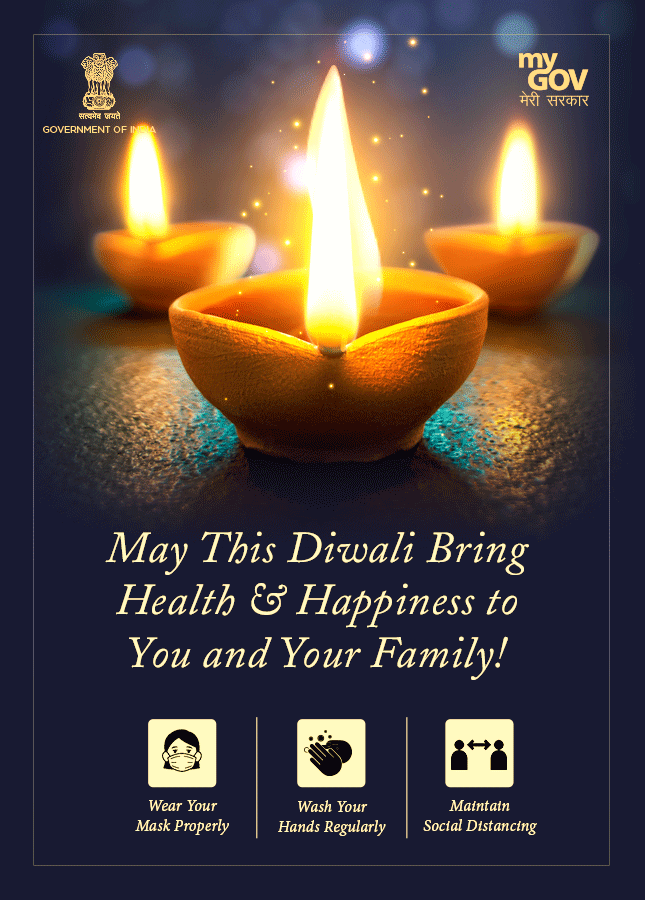 सत्यमेव जयते
GOVERNMENT OF INDIA
my
GOV
मेरी सरकार
May This Diwali Bring
Health & Happiness to
You and Your Family!
Wear Your
Mask Properly
Wash Your
Hands Regularly
Maintain
Social Distancing